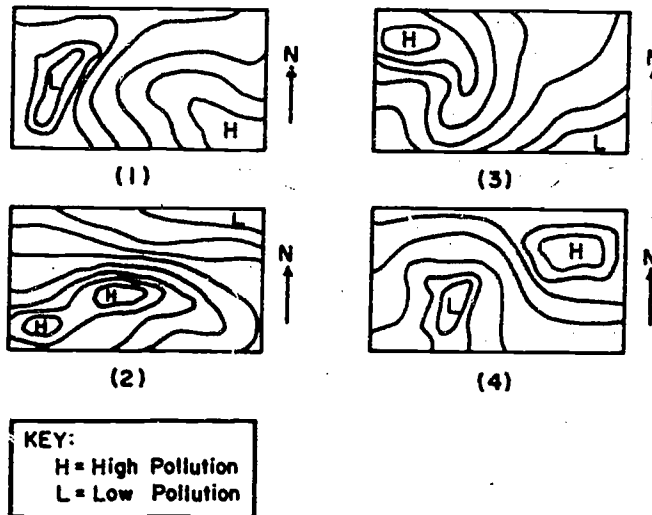 L
H
N
(1)
H
L
N
(3)
L
H
H
N
(2)
H
L
N
(4)
KEY:
H = High Pollution
L = Low Pollution